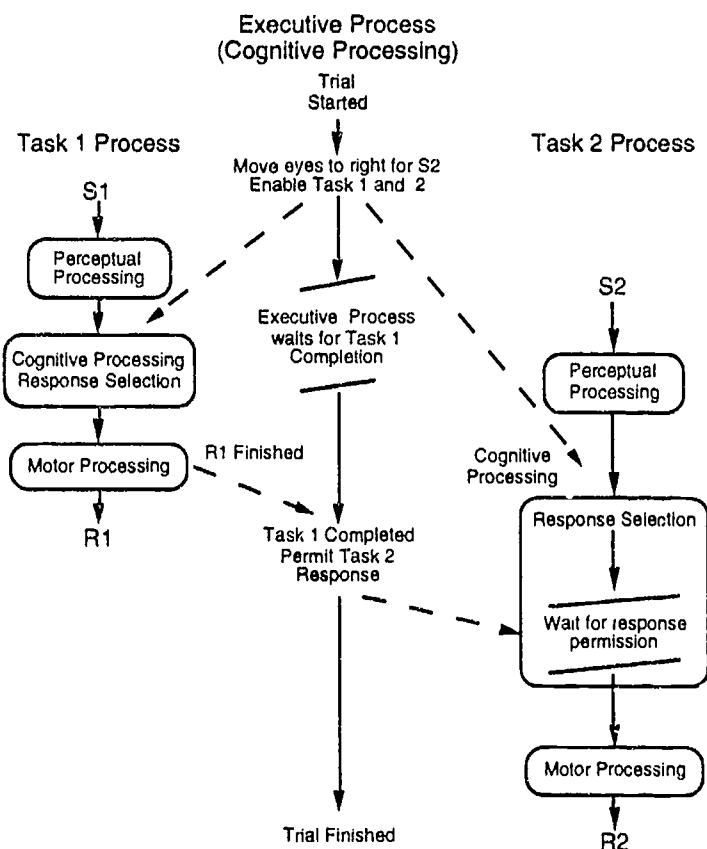 Executive Process
(Cognitive Processing)
Trial
Started
Task 1 Process
Task 2 Process
Move eyes to right for S2
Enable Task 1 and 2
S1
Perceptual
Processing
S2
Executive Process
waits for Task 1
Completion
Cognitive Processing
Response Selection
Perceptual
Processing
Motor Processing
R1 Finished
Cognitive
Processing
R1
Task 1 Completed
Permit Task 2
Response
Response Selection
Wait for response
permission
Motor Processing
Trial Finished
R2